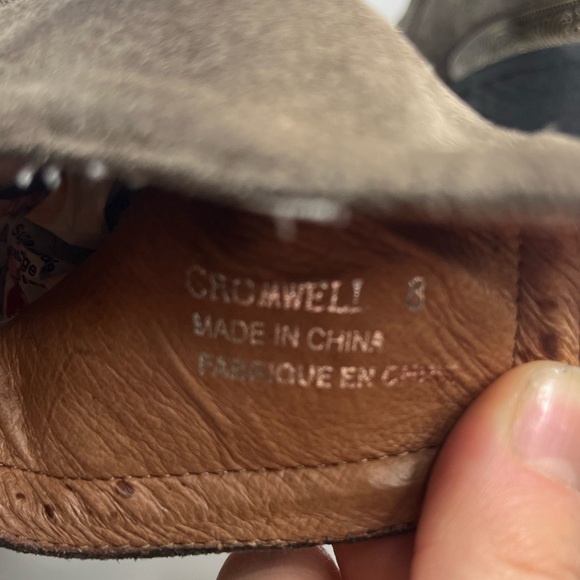 CROMWELL 8
MADE IN CHINA
FABRIQUE EN CHINE